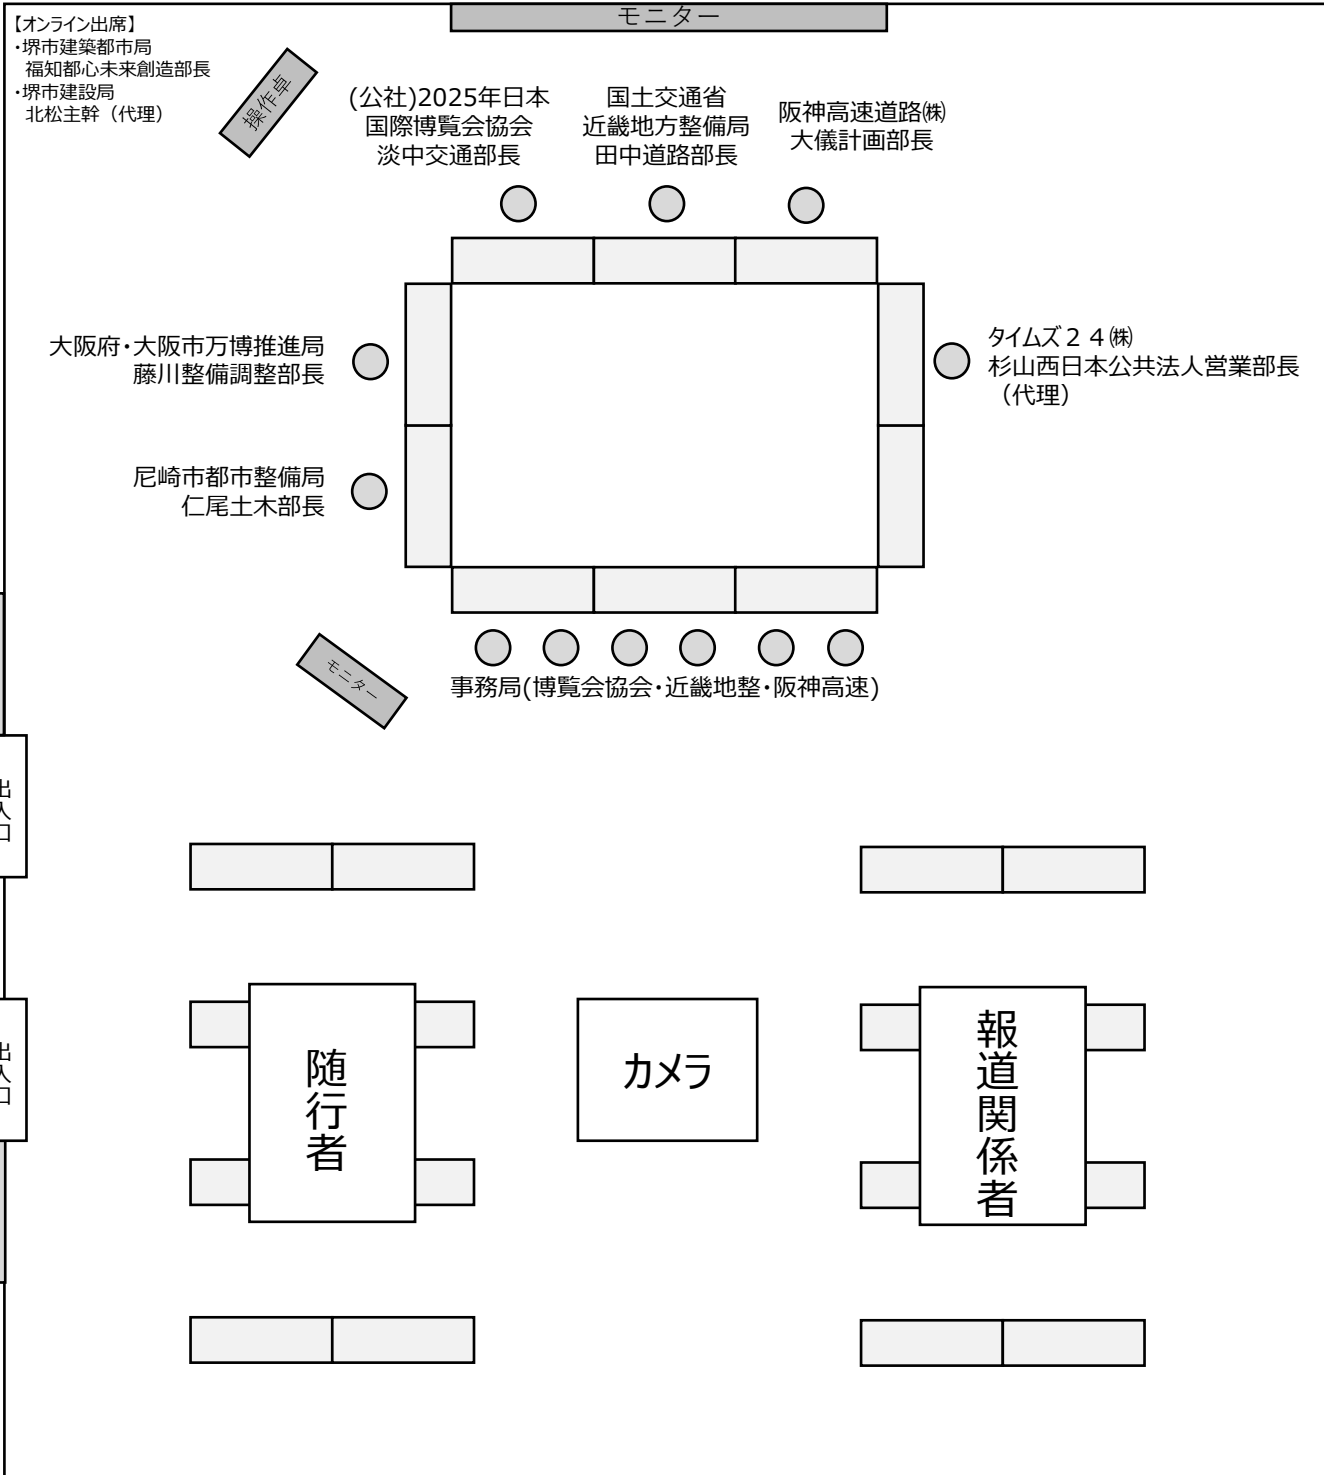 モニター
【オンライン出席】
・堺市建築都市局
福知都心未来創造部長
・堺市建設局
北松主幹（代理）
操作卓
(公社)2025年日本
国際博覧会協会
淡中交通部長
国土交通省
近畿地方整備局
田中道路部長
阪神高速道路㈱
大儀計画部長
大阪府・大阪市万博推進局
藤川整備調整部長
タイムズ２４㈱
杉山西日本公共法人営業部長
（代理）
尼崎市都市整備局
仁尾土木部長
モニター
事務局(博覧会協会・近畿地整・阪神高速)
出入口
出入口
随行者
カメラ
報道関係者